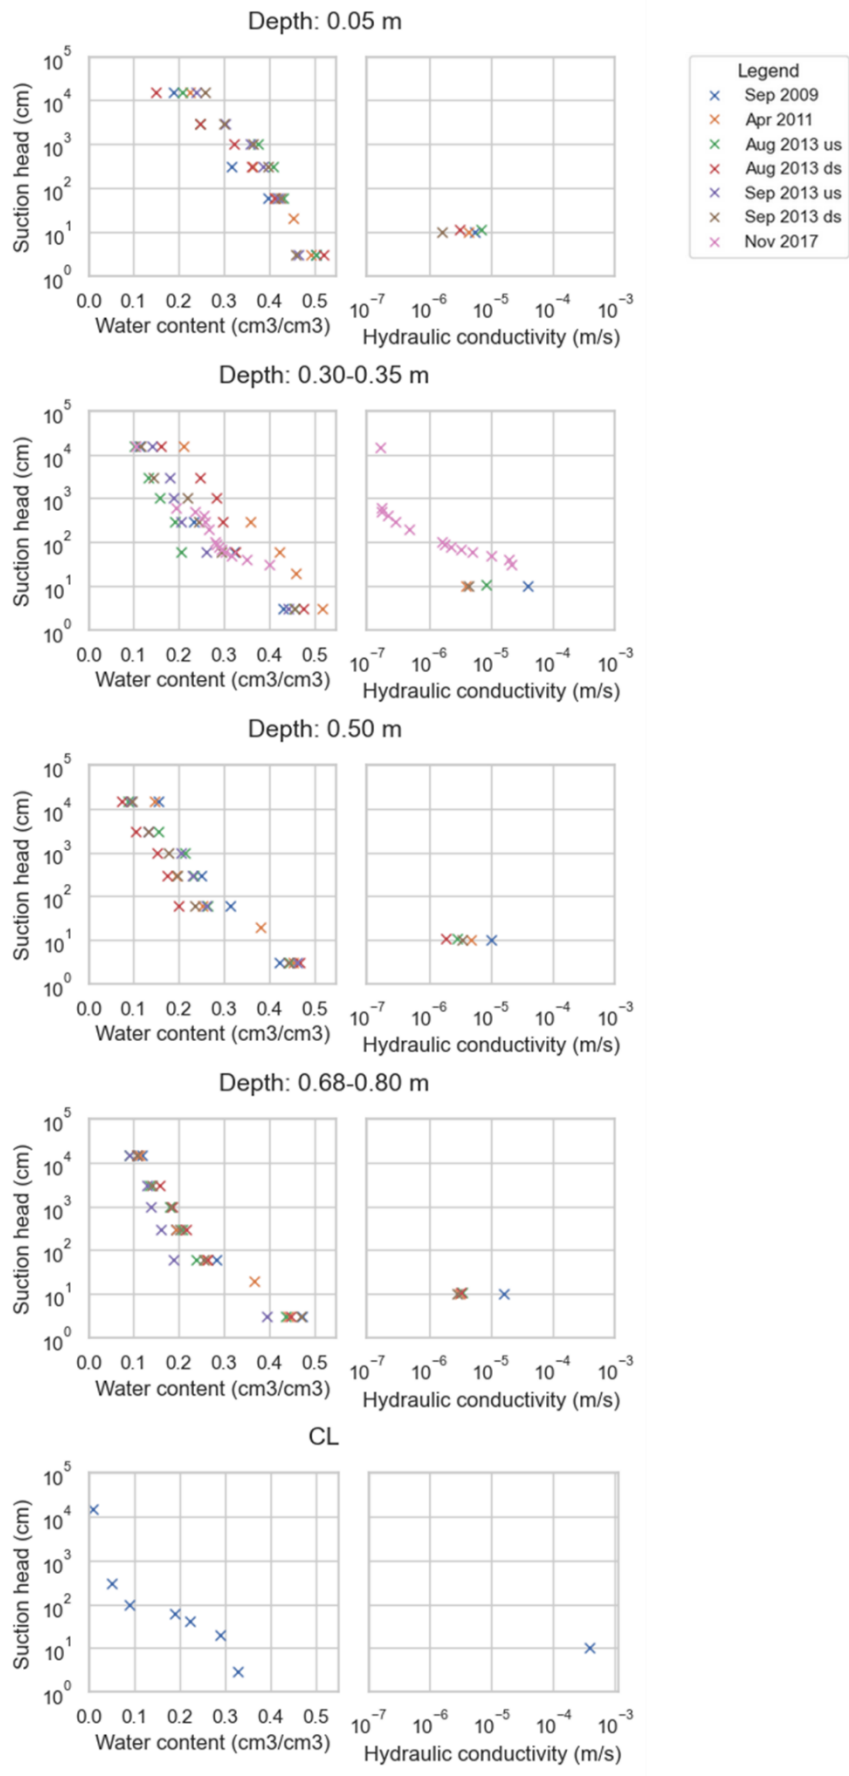 Depth: 0.05 m
Suction head (cm)
10^5
10^4
10^3
10^2
10^1
10^0
0.0 0.1 0.2 0.3 0.4 0.5
Water content (cm3/cm3)
10^−7 10^−6 10^−5 10^−4 10^−3
Hydraulic conductivity (m/s)
Legend
Sep 2009
Apr 2011
Aug 2013 us
Aug 2013 ds
Sep 2013 us
Sep 2013 ds
Nov 2017
Depth: 0.30-0.35 m
Suction head (cm)
10^5
10^4
10^3
10^2
10^1
10^0
0.0 0.1 0.2 0.3 0.4 0.5
Water content (cm3/cm3)
10^−7 10^−6 10^−5 10^−4 10^−3
Hydraulic conductivity (m/s)
Depth: 0.50 m
Suction head (cm)
10^5
10^4
10^3
10^2
10^1
10^0
0.0 0.1 0.2 0.3 0.4 0.5
Water content (cm3/cm3)
10^−7 10^−6 10^−5 10^−4 10^−3
Hydraulic conductivity (m/s)
Depth: 0.68-0.80 m
Suction head (cm)
10^5
10^4
10^3
10^2
10^1
10^0
0.0 0.1 0.2 0.3 0.4 0.5
Water content (cm3/cm3)
10^−7 10^−6 10^−5 10^−4 10^−3
Hydraulic conductivity (m/s)
CL
Suction head (cm)
10^5
10^4
10^3
10^2
10^1
10^0
0.0 0.1 0.2 0.3 0.4 0.5
Water content (cm3/cm3)
10^−7 10^−6 10^−5 10^−4 10^−3
Hydraulic conductivity (m/s)